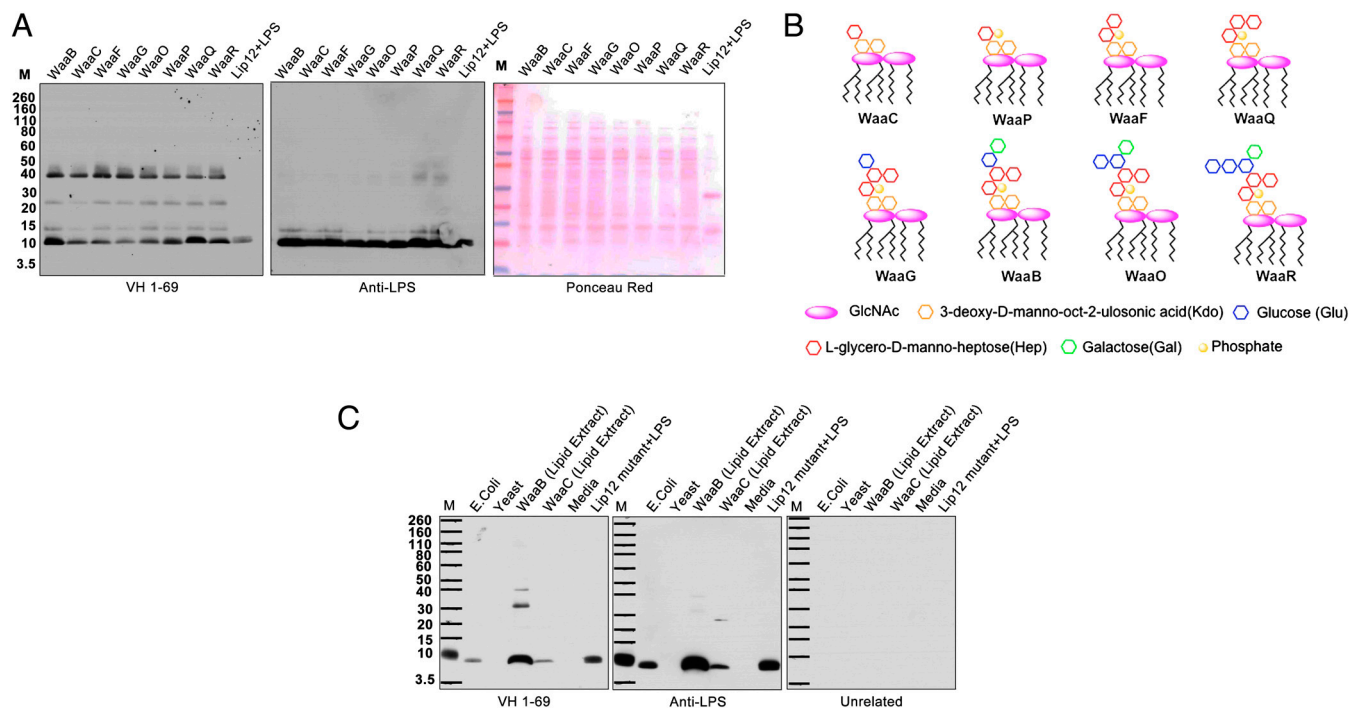 A
M WaaB WaaC WaaF WaaG WaaO WaaP WaaQ WaaR Lip12+LPS
WaaB WaaC WaaF WaaG WaaO WaaP WaaQ WaaR Lip12+LPS
M WaaB WaaC WaaF WaaG WaaO WaaP WaaQ WaaR Lip12+LPS
260
160
110
80
60
50
40
30
20
15
10
3.5
VH 1-69
Anti-LPS
Ponceau Red
B
WaaC WaaP WaaF WaaQ
WaaG WaaB WaaO WaaR
GlcNAc 3-deoxy-D-manno-oct-2-ulosonic acid(Kdo) Glucose (Glu)
L-glycero-D-manno-heptose(Hep) Galactose(Gal) Phosphate
C
M E.Coli Yeast WaaB (Lipid Extract) WaaC (Lipid Extract) Media Lip12 mutant+LPS
M E.Coli Yeast WaaB (Lipid Extract) WaaC (Lipid Extract) Media Lip12 mutant+LPS
M E.Coli Yeast WaaB (Lipid Extract) WaaC (Lipid Extract) Media Lip12 mutant+LPS
260
160
110
80
60
50
40
30
20
15
10
3.5
VH 1-69
Anti-LPS
Unrelated